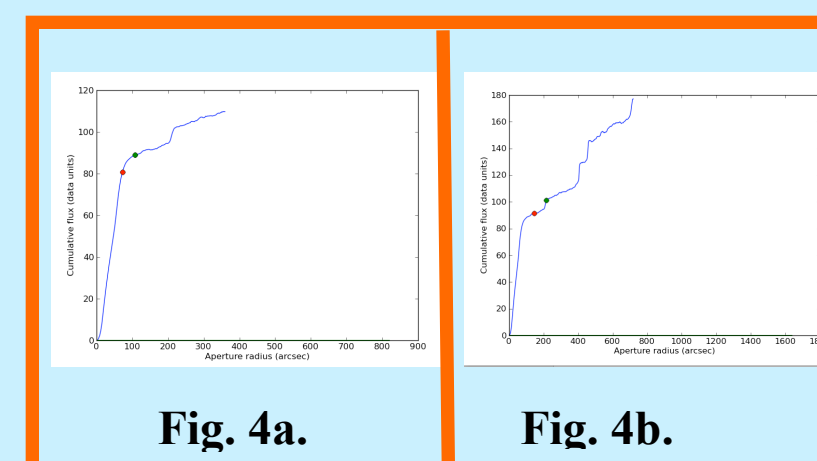 120
100
80
60
40
20
0
Cumulative flux (data units)
0 100 200 300 400 500 600 700 800 900
Aperture radius (arcsec)
Fig. 4a.
180
160
140
120
100
80
60
40
20
0
Cumulative flux (data units)
0 200 400 600 800 1000 1200 1400 1600
Aperture radius (arcsec)
Fig. 4b.